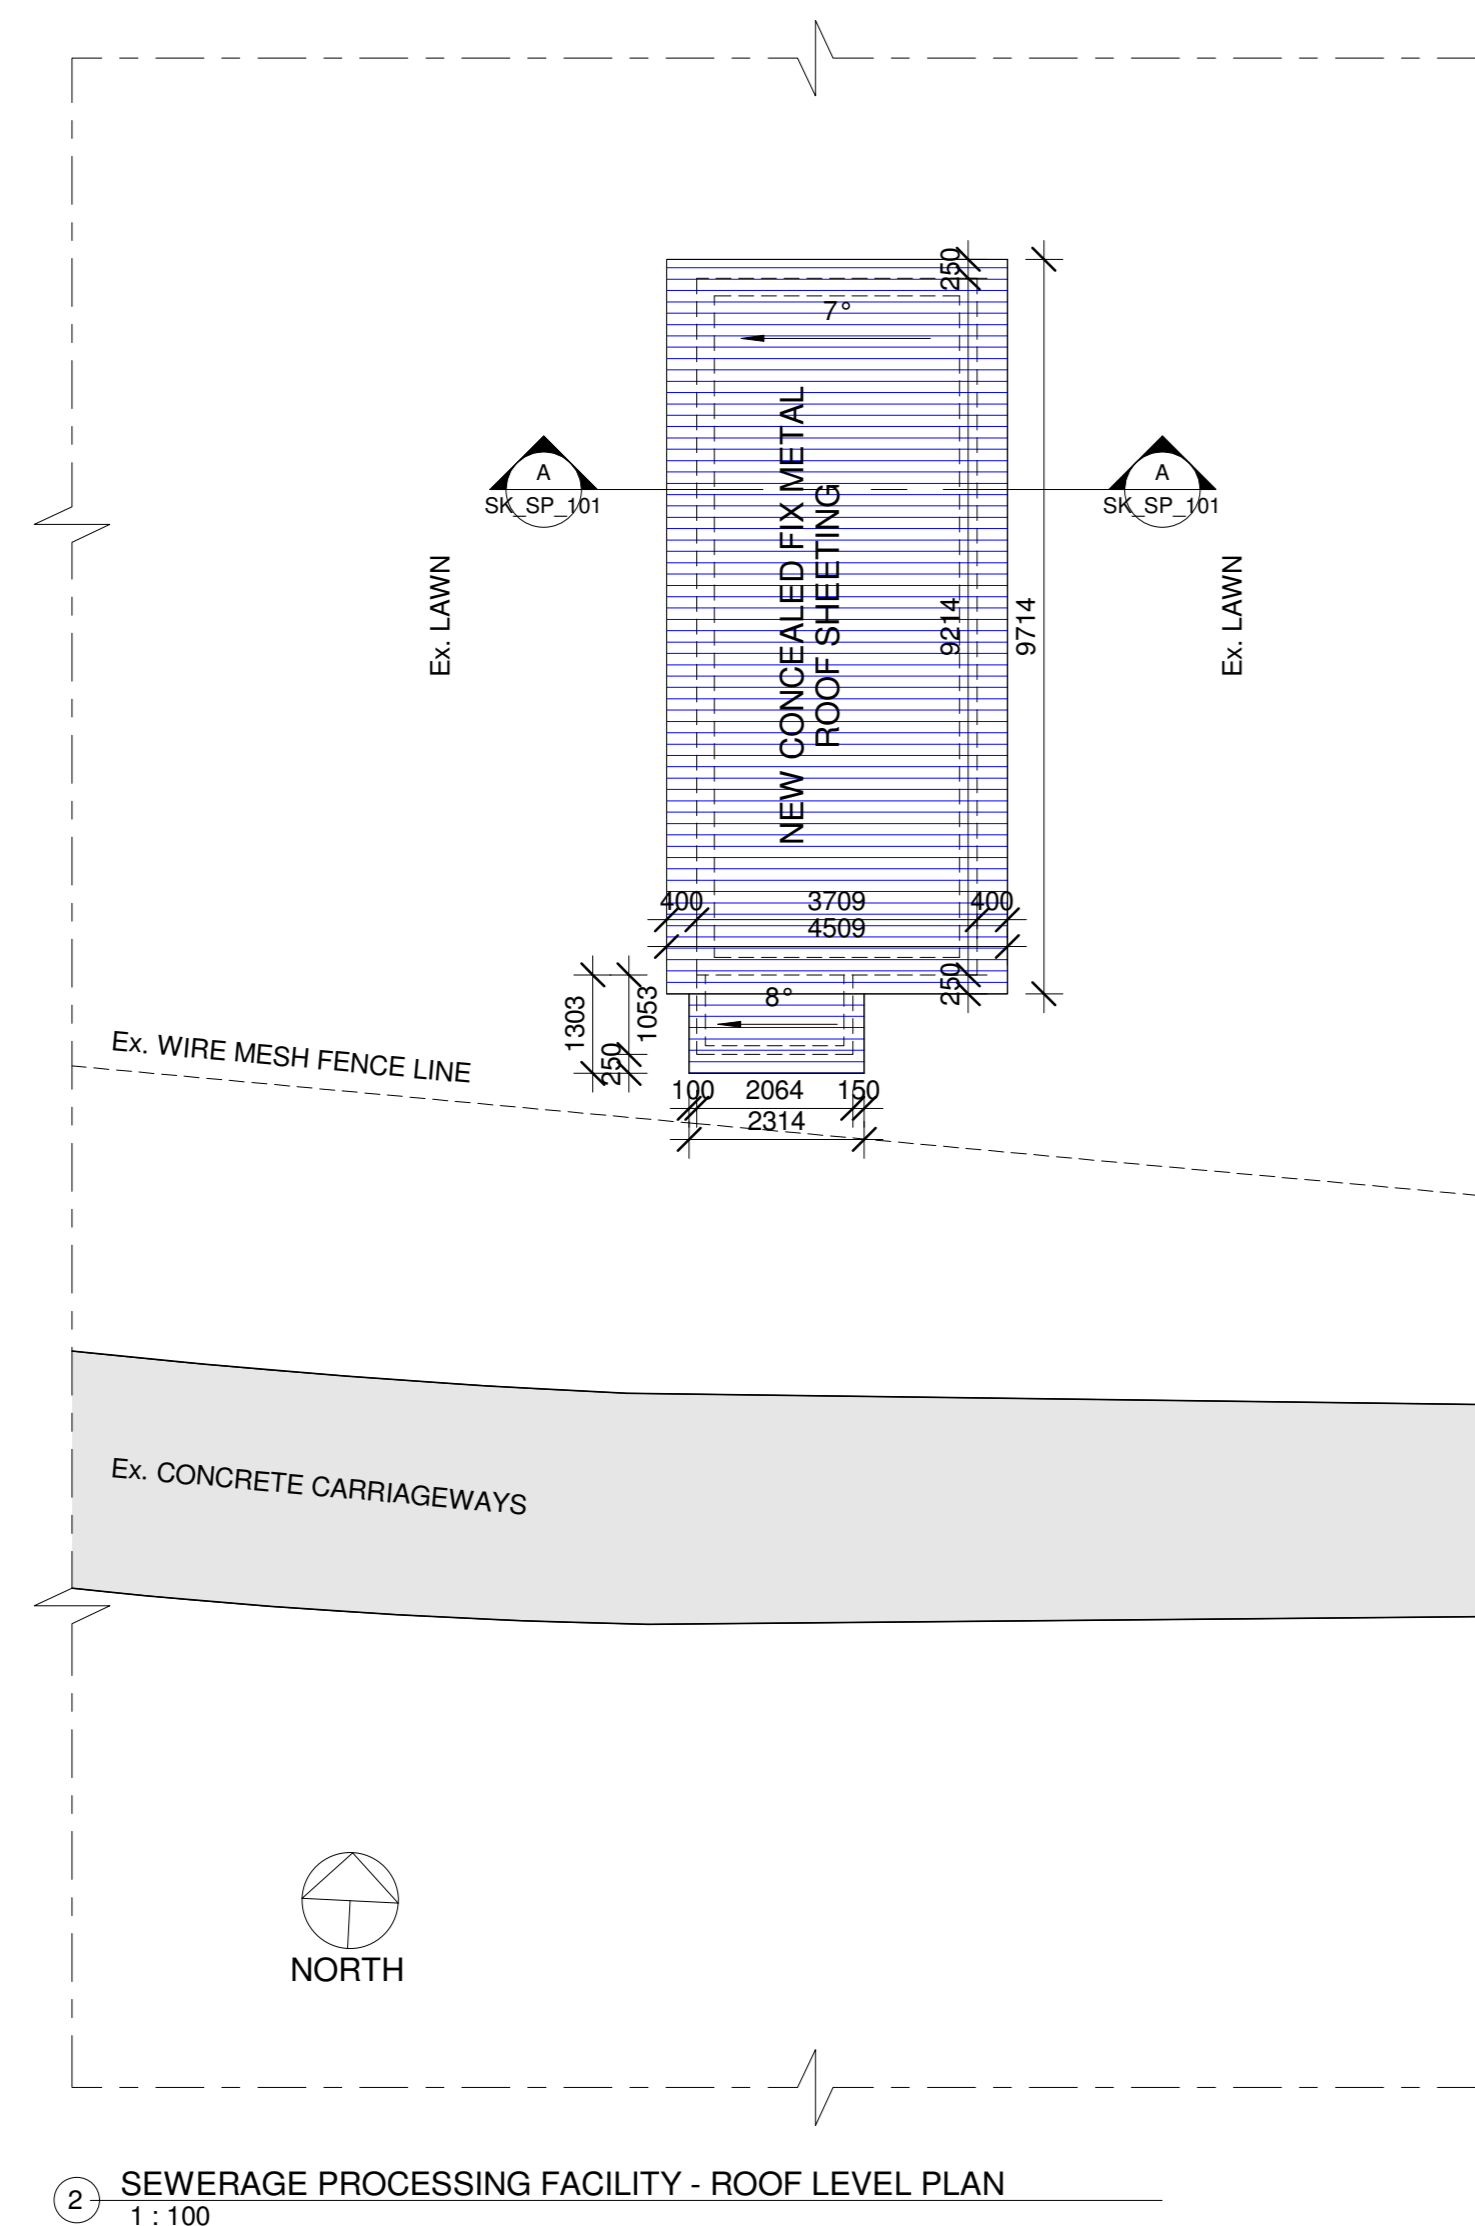 250
7°
NEW CONCEALED FIX METAL
ROOF SHEETING
A
SK_SP_101
A
SK_SP_101
Ex. LAWN
Ex. LAWN
9214
9714
400
3709
400
4509
250
8°
1303
1053
250
Ex. WIRE MESH FENCE LINE
100
2064
150
2314
Ex. CONCRETE CARRIAGEWAYS
NORTH
2
SEWERAGE PROCESSING FACILITY - ROOF LEVEL PLAN
1 : 100